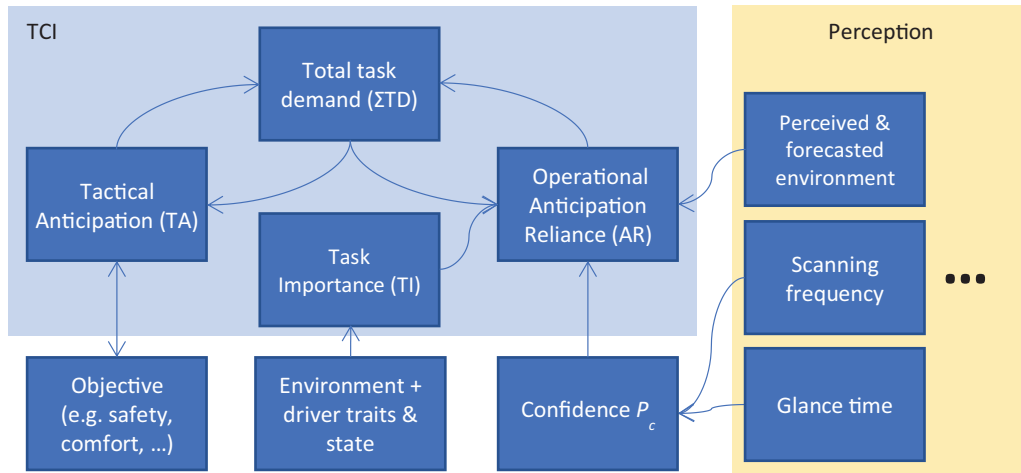 TCI
Perception
Total task
demand (ΣTD)
Tactical
Anticipation (TA)
Operational
Anticipation
Reliance (AR)
Task
Importance (TI)
Perceived &
forecasted
environment
Scanning
frequency
...
Glance time
Objective
(e.g. safety,
comfort, ...)
Environment +
driver traits &
state
Confidence P_c